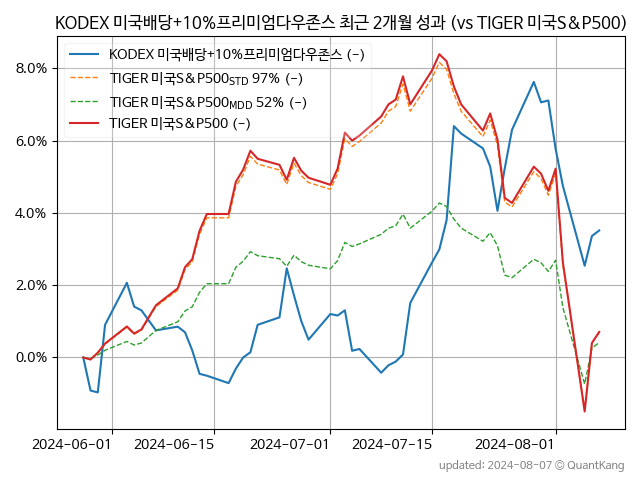 KODEX 미국배당+10%프리미엄다우존스 최근 2개월 성과 (vs TIGER 미국S&P500)
KODEX 미국배당+10%프리미엄다우존스 (-)
TIGER 미국S&P500STD 97% (-)
TIGER 미국S&P500MDD 52% (-)
TIGER 미국S&P500 (-)
8.0%
6.0%
4.0%
2.0%
0.0%
2024-06-01
2024-06-15
2024-07-01
2024-07-15
2024-08-01
updated: 2024-08-07 © QuantKang